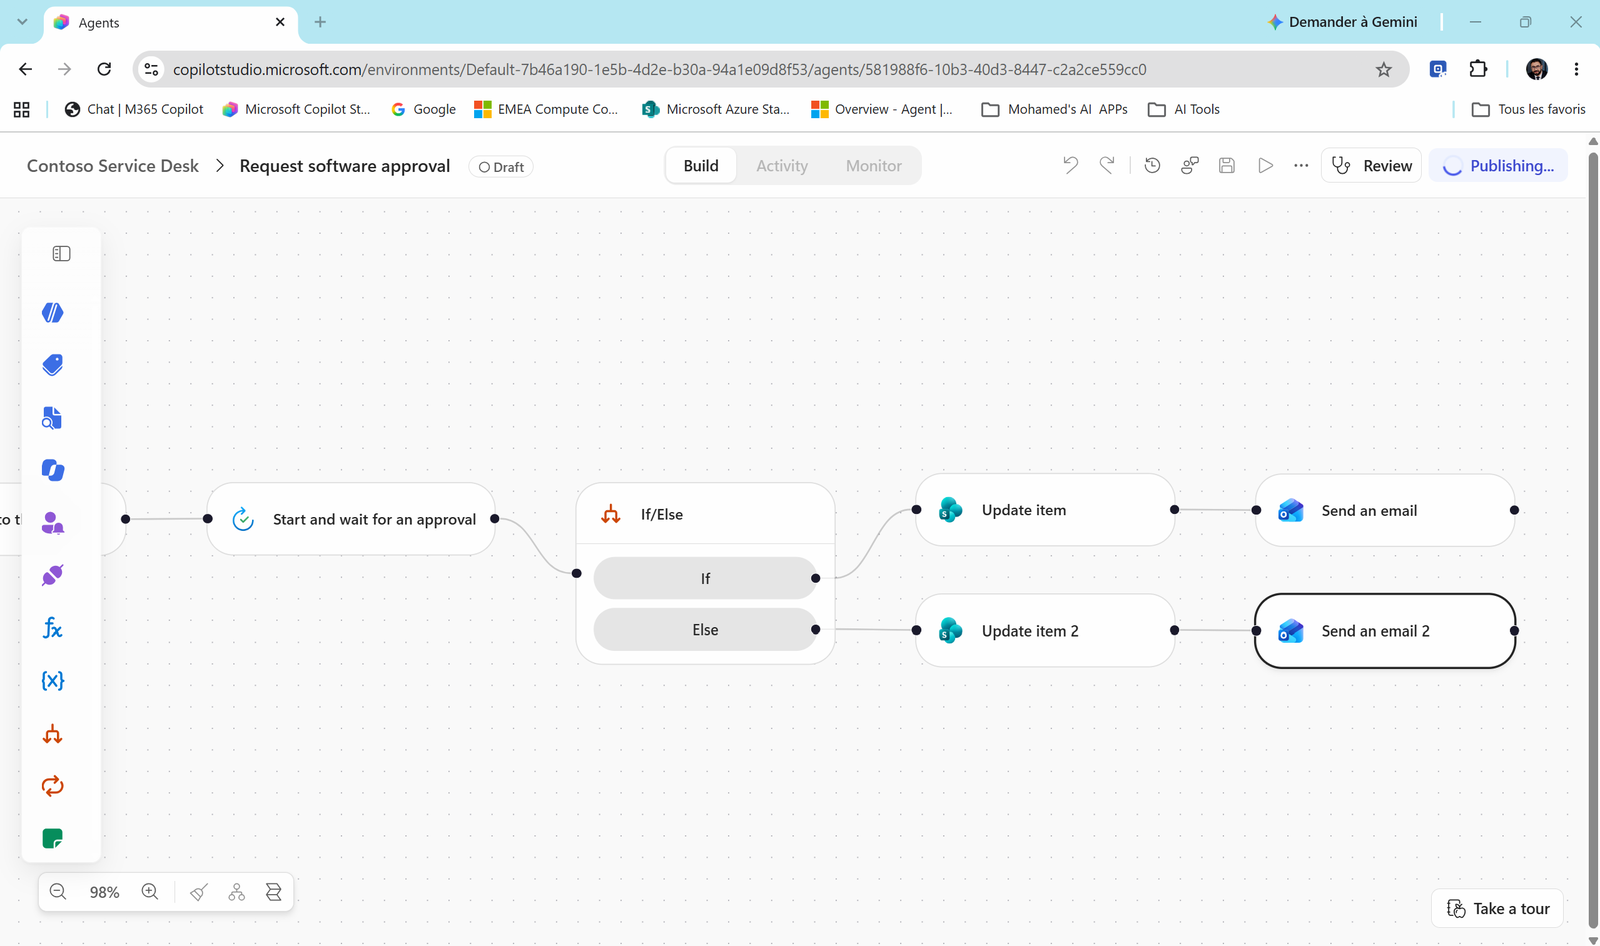 Agents
Demander à Gemini
copilotstudio.microsoft.com/environments/Default-7b46a190-1e5b-4d2e-b30a-94a1e09d8f53/agents/581988f6-10b3-40d3-8447-c2a2ce559cc0
Chat | M365 Copilot
Microsoft Copilot St...
Google
EMEA Compute Co...
Microsoft Azure Sta...
Overview - Agent |...
Mohamed's AI APPs
AI Tools
Tous les favoris
Contoso Service Desk > Request software approval
Draft
Build
Activity
Monitor
Review
Publishing...
to t
Start and wait for an approval
If/Else
If
Else
Update item
Send an email
Update item 2
Send an email 2
98%
Take a tour